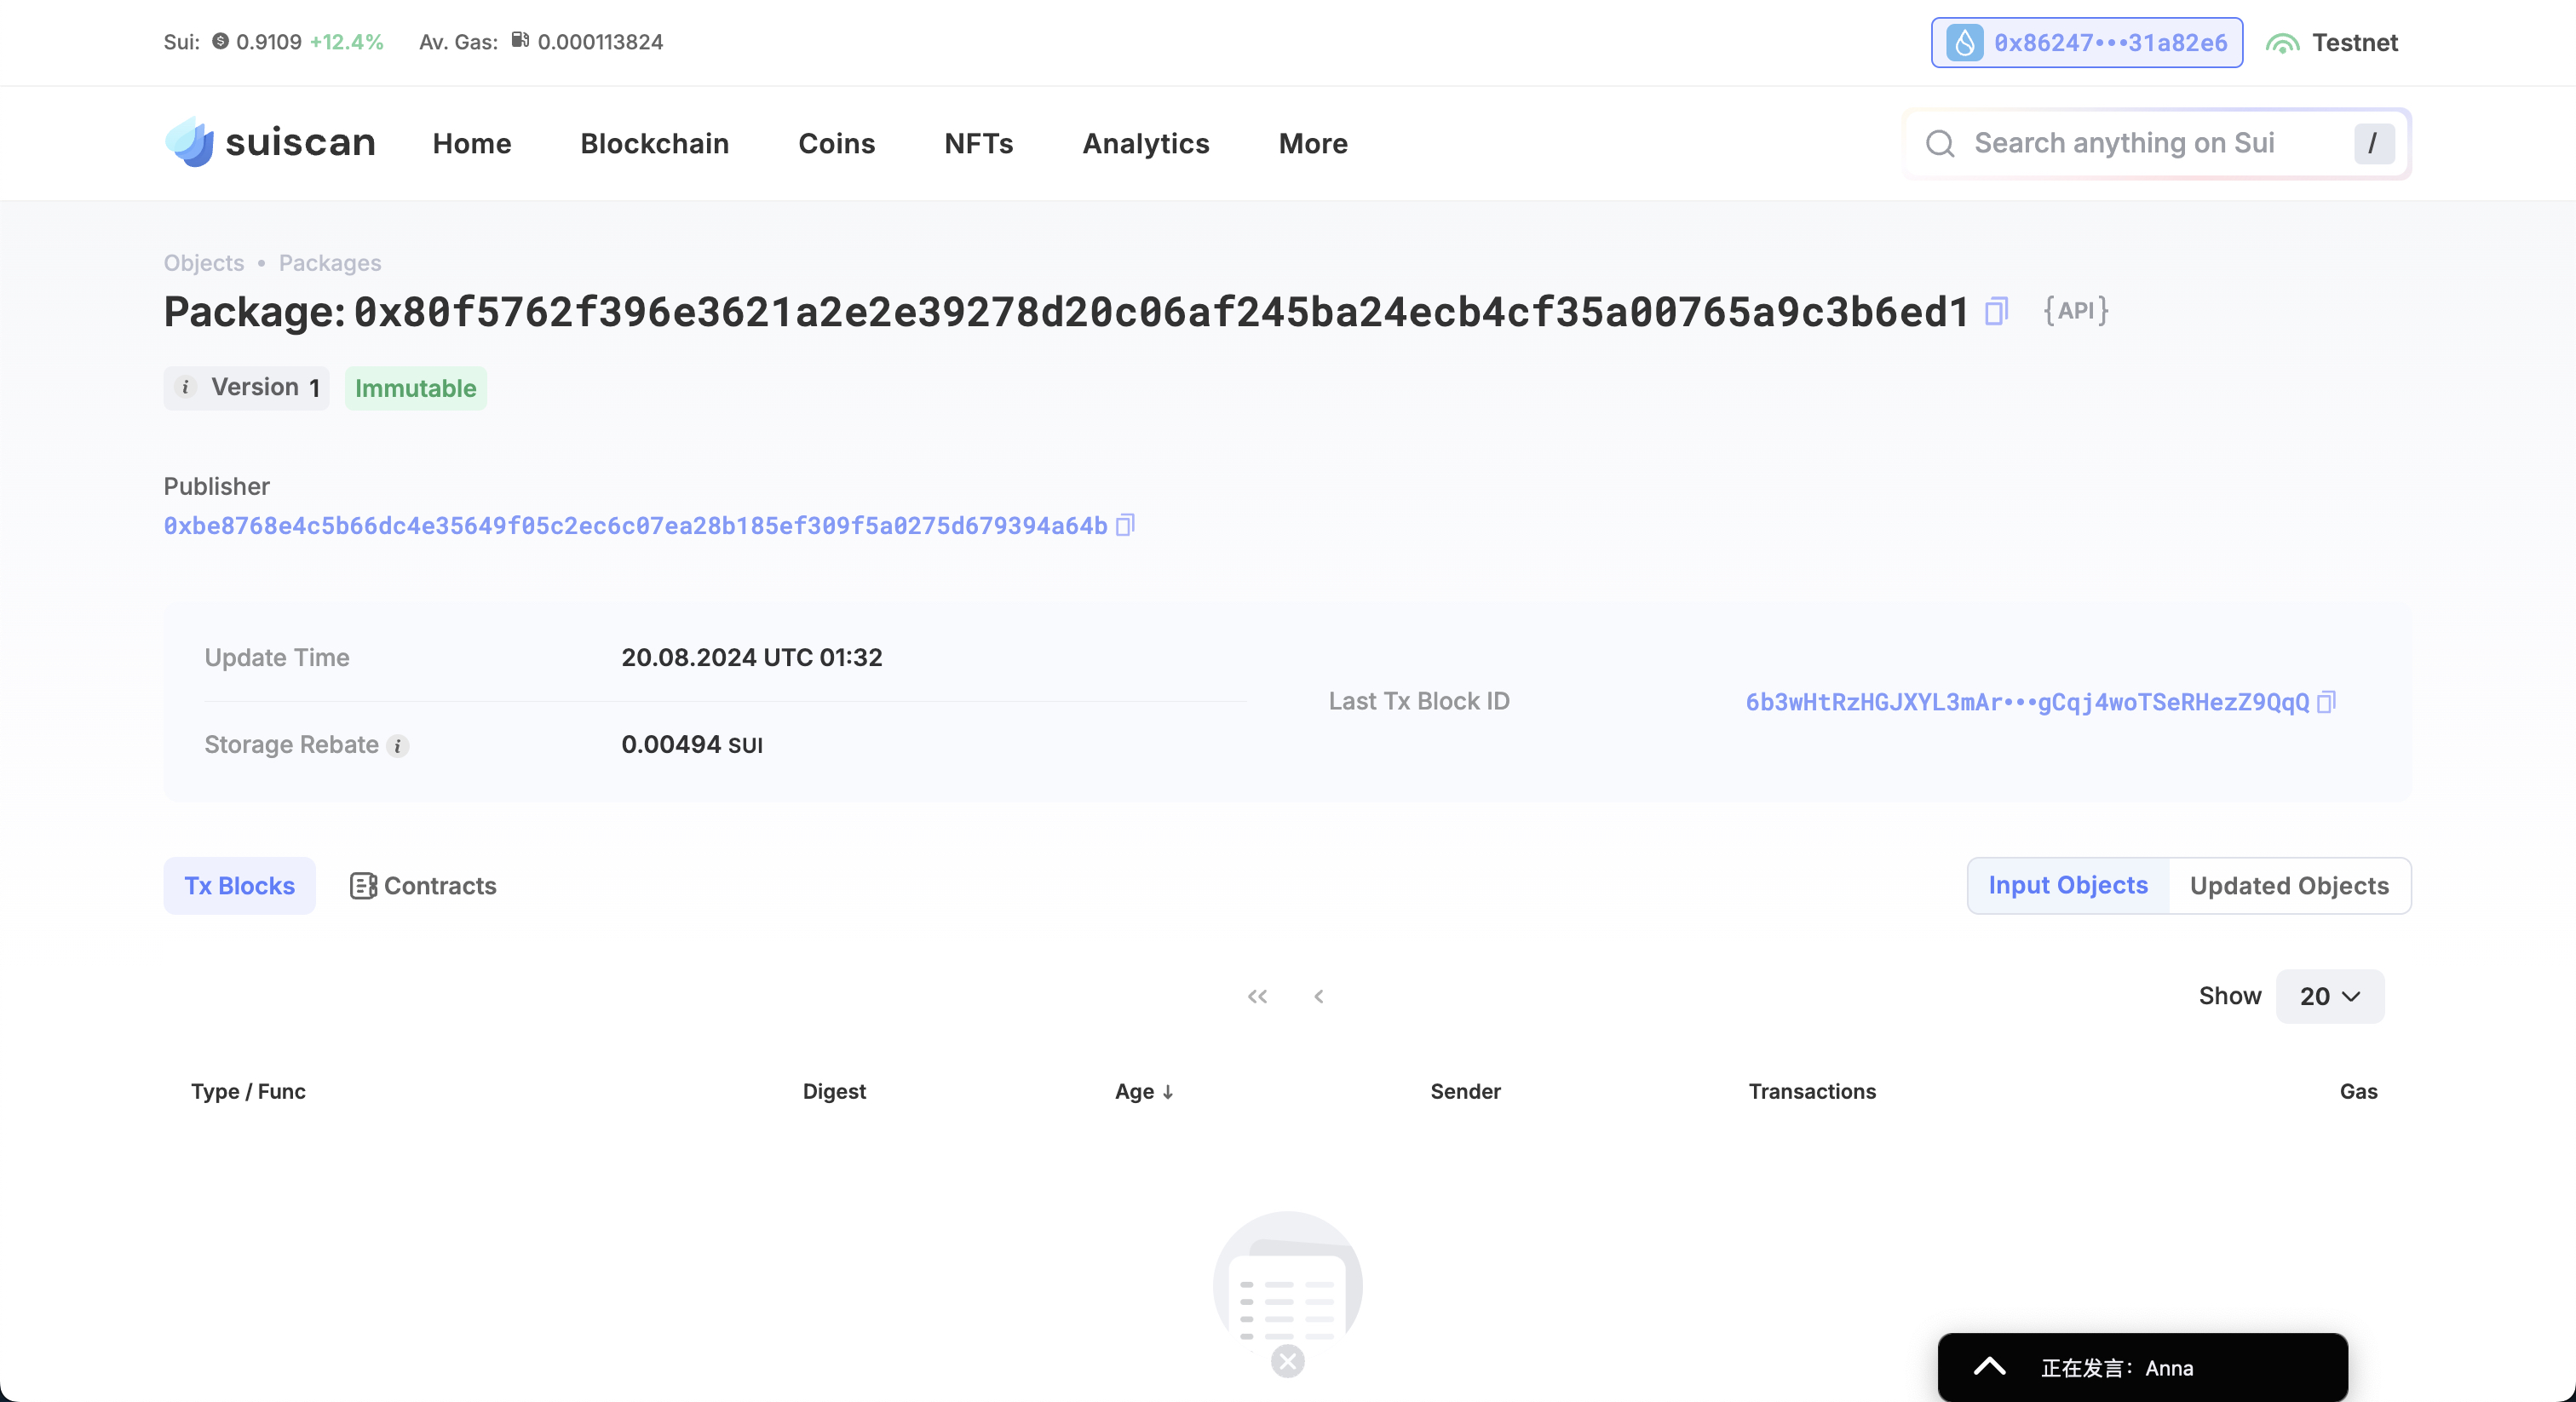 Sui: 0.9109 +12.4% Av. Gas: 0.000113824
0x86247•••31a82e6 Testnet
suiscan Home Blockchain Coins NFTs Analytics More
Search anything on Sui /
Objects • Packages
Package: 0x80f5762f396e3621a2e2e39278d20c06af245ba24ecb4cf35a00765a9c3b6ed1 {API}
i Version 1 Immutable
Publisher
0xbe8768e4c5b66dc4e35649f05c2ec6c07ea28b185ef309f5a0275d679394a64b
Update Time 20.08.2024 UTC 01:32
Last Tx Block ID 6b3wHtRzHGJXYL3mAr•••gCqj4woTSeRHezZ9QqQ
Storage Rebate i 0.00494 SUI
Tx Blocks Contracts
Input Objects Updated Objects
Show 20
Type / Func Digest Age ↓ Sender Transactions Gas
正在发言: Anna